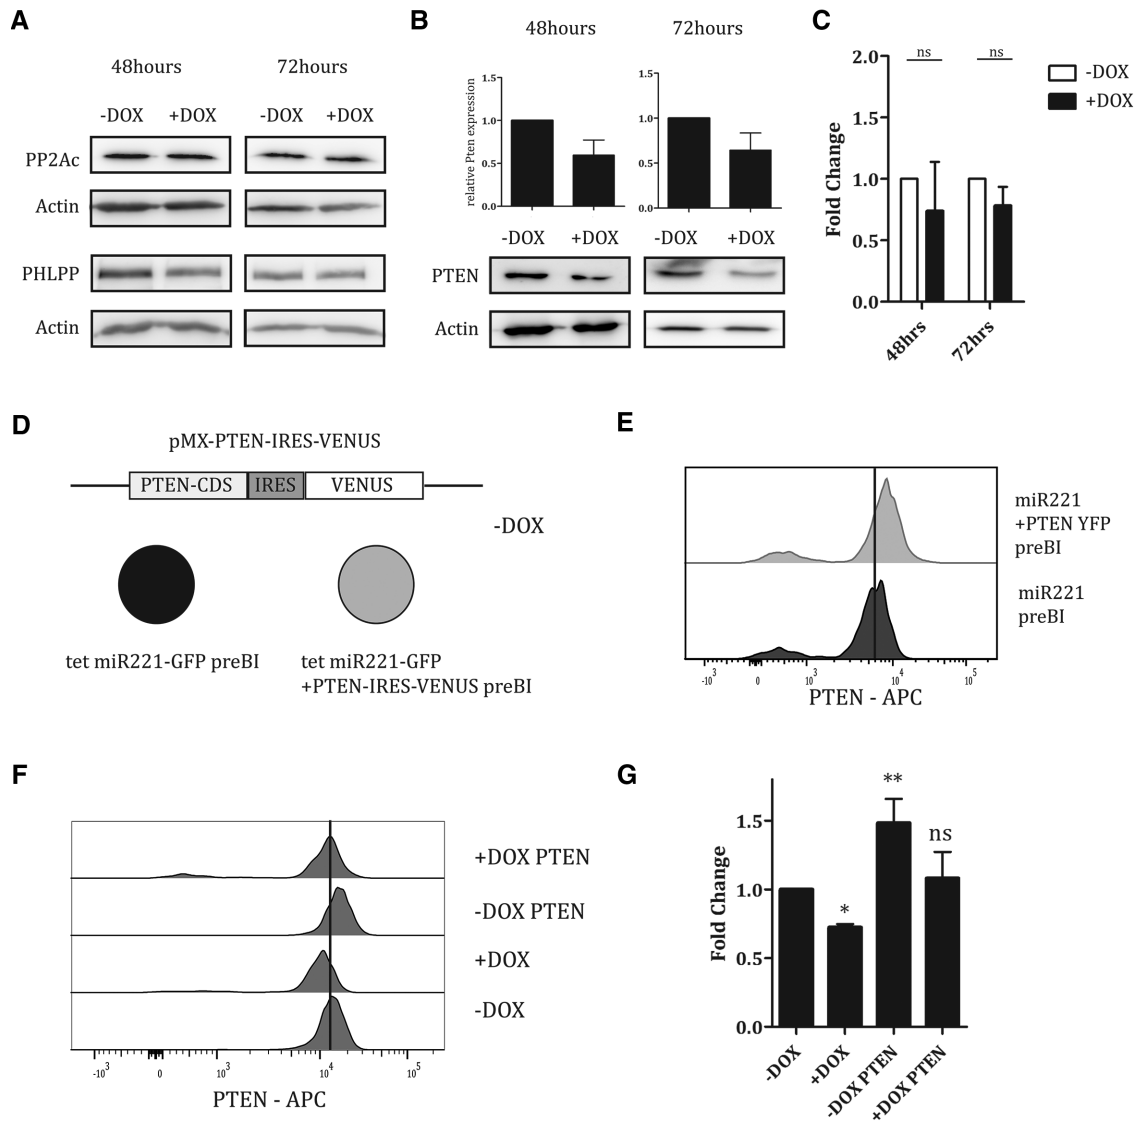 A
48hours
72hours
-DOX
+DOX
-DOX
+DOX
PP2Ac
Actin
PHLPP
Actin
B
48hours
72hours
relative Pten expression
1.5
1.0
0.5
0.0
1.5
1.0
0.5
0.0
-DOX
+DOX
-DOX
+DOX
PTEN
Actin
C
Fold Change
2.0
1.5
1.0
0.5
0.0
ns
ns
-DOX
+DOX
48hrs
72hrs
D
pMX-PTEN-IRES-VENUS
PTEN-CDS
IRES
VENUS
-DOX
tet miR221-GFP preBI
tet miR221-GFP
+PTEN-IRES-VENUS preBI
E
miR221
+PTEN YFP
preBI
miR221
preBI
-10³
0
10³
10⁴
10⁵
PTEN - APC
F
+DOX PTEN
-DOX PTEN
+DOX
-DOX
-10³
0
10³
10⁴
10⁵
PTEN - APC
G
Fold Change
1.5
1.0
0.5
0.0
*
**
ns
-DOX
+DOX
-DOX PTEN
+DOX PTEN